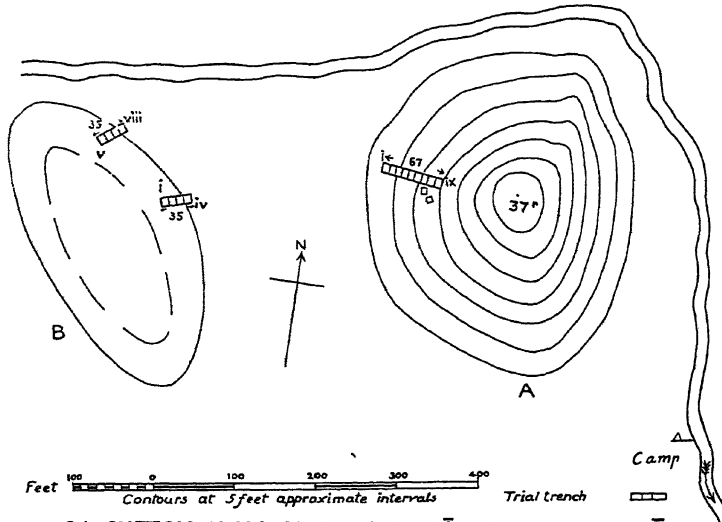 35 viii
v
i
35 iv
B
N
i 67 ix
37
A
Camp
Feet 100 0 100 200 300 400
Contours at 5 feet approximate intervals
Trial trench